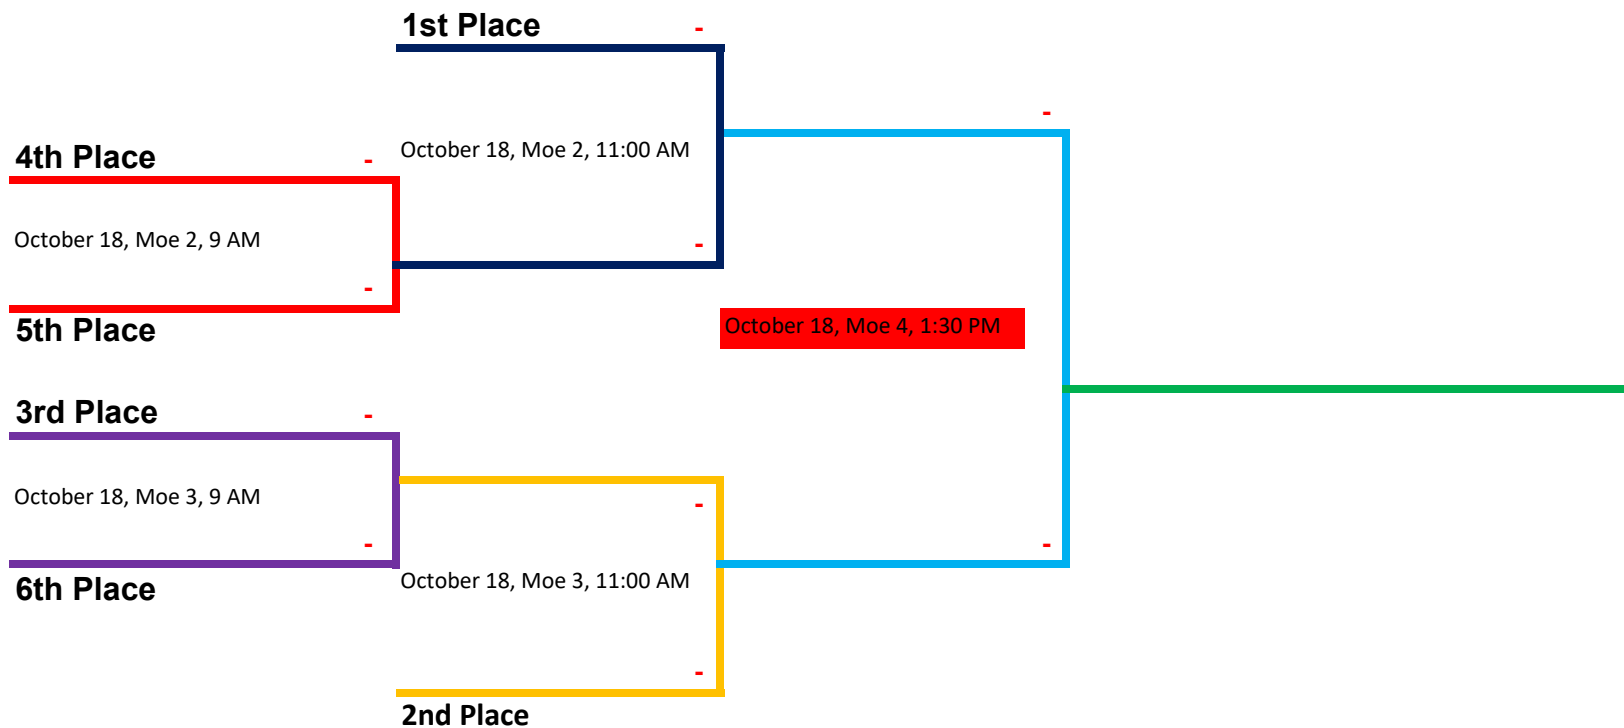 1st Place -
-
4th Place -
October 18, Moe 2, 11:00 AM
October 18, Moe 2, 9 AM
-
-
5th Place
October 18, Moe 4, 1:30 PM
3rd Place -
October 18, Moe 3, 9 AM
-
-
-
6th Place
October 18, Moe 3, 11:00 AM
-
2nd Place